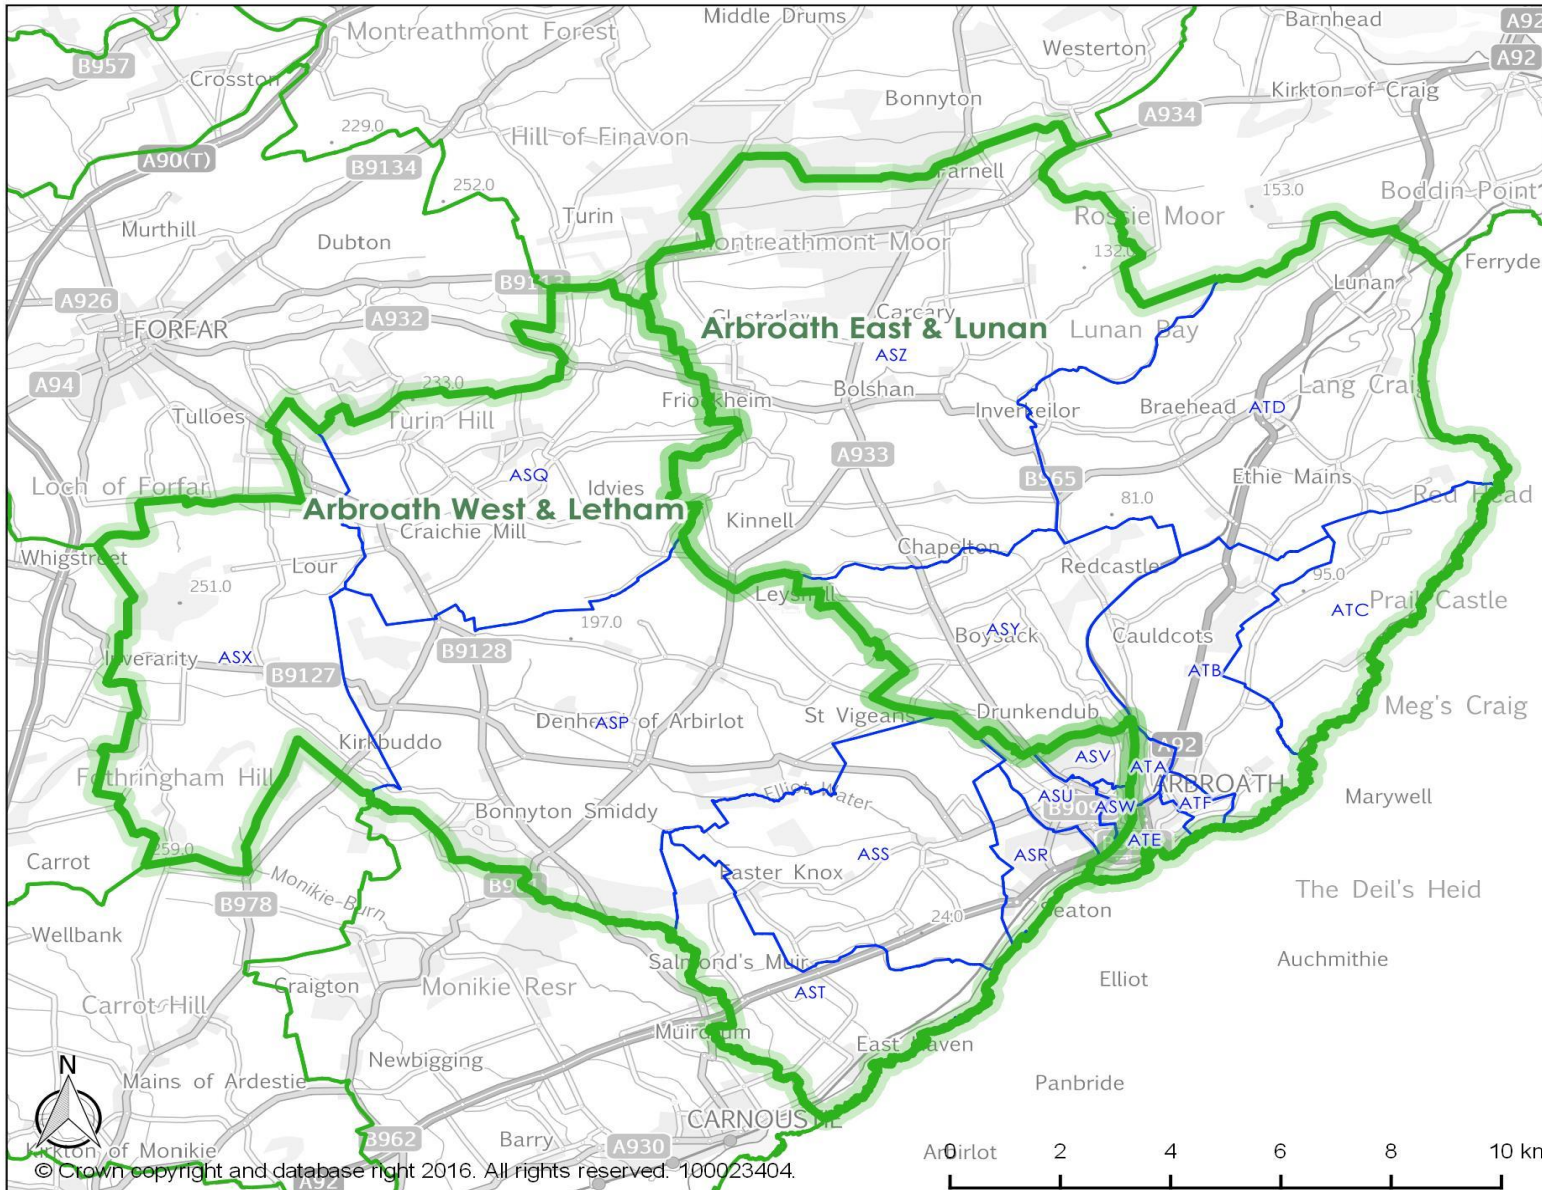 Middle Drums
Barnhead
A92
Montreathmont Forest
Westerton
A92
B957
Crosston
Kirkton of Craig
Bonnyton
A934
229.0
Hill of Finavon
A90(T)
B9134
Farnell
252.0
153.0
Boddin Point
Turin
Rossie Moor
Murthill
Dubton
Montreathmont Moor
132.0
Ferryde
B9113
Lunan
A926
A932
FORFAR
Carcary
Arbroath East & Lunan
Lunan Bay
ASZ
A94
233.0
Bolshan
Lang Craig
Friockheim
Tulloes
Turin Hill
Inverkeilor
Braehead
ATD
A933
ASQ
B965
Ethie Mains
Loch of Forfar
Idvies
81.0
Red Head
Arbroath West & Letham
Kinnell
Craichie Mill
Chapelton
Whigstreet
Lour
Redcastle
251.0
95.0
Leysmill
ATC
Prail Castle
197.0
Boysack
ASY
Cauldcots
Inverarity
ASX
B9128
B9127
ATB
Meg's Craig
Denhead of Arbirlot
ASP
St Vigeans
Drunkendub
Kirkbuddo
A92
ASV
ATA
Fothringham Hill
ARBROATH
Elliot Water
ASU
ASW
ATF
Marywell
Bonnyton Smiddy
ATE
259.0
Carrot
ASS
ASR
Easter Knox
The Deil's Heid
Monikie Burn
B978
24.0
Seaton
Wellbank
Salmond's Muir
Auchmithie
Craigton
Monikie Resr
Elliot
AST
Carrot Hill
Muirdrum
East Haven
Newbigging
N
Mains of Ardestie
Panbride
CARNOUSTIE
B962
Barry
A930
Kirkton of Monikie
Arbirlot
0 2 4 6 8 10 km
© Crown copyright and database right 2016. All rights reserved. 100023404.
A92